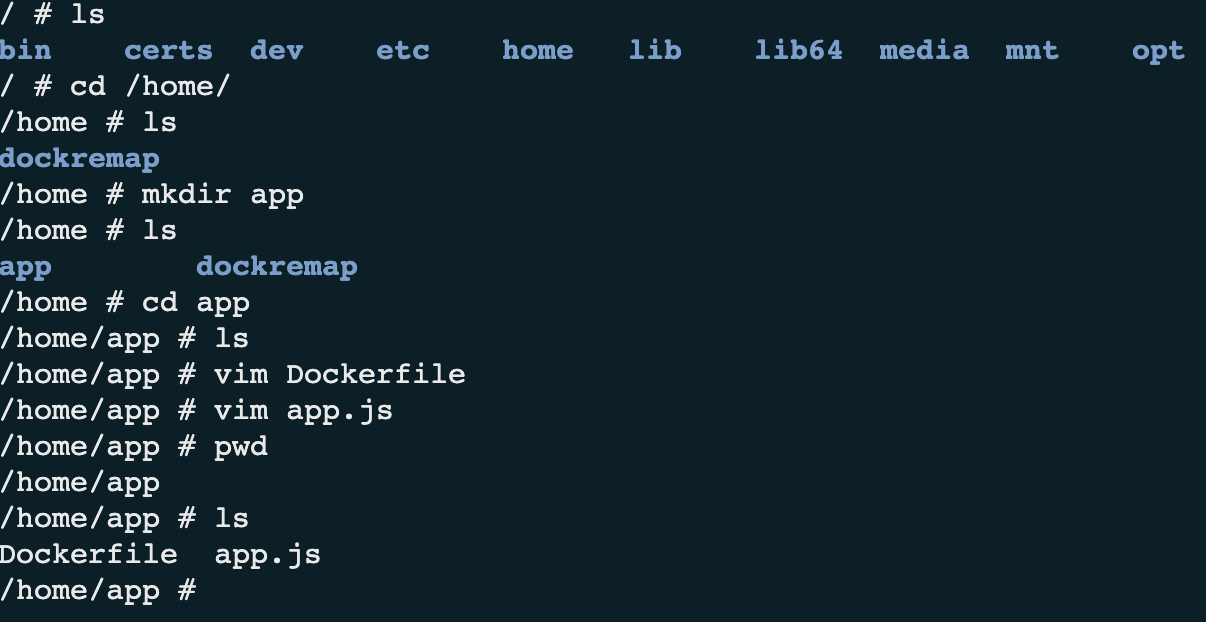 / # ls
bin    certs  dev    etc    home   lib    lib64  media  mnt    opt
/ # cd /home/
/home # ls
dockremap
/home # mkdir app
/home # ls
app        dockremap
/home # cd app
/home/app # ls
/home/app # vim Dockerfile
/home/app # vim app.js
/home/app # pwd
/home/app
/home/app # ls
Dockerfile  app.js
/home/app #